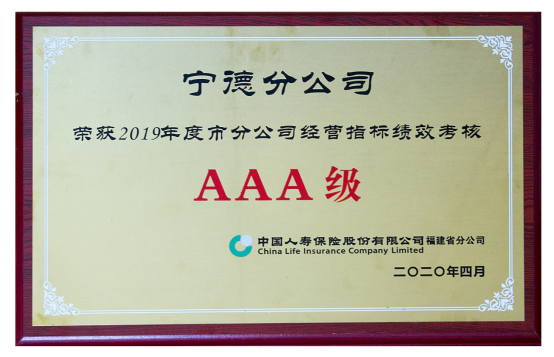 宁德分公司
荣获2019年度市分公司经营指标绩效考核
AAA级
中国人寿保险股份有限公司福建省分公司
China Life Insurance Company Limited
二〇二〇年四月